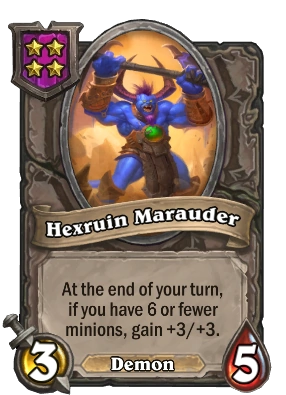 Hexruin Marauder
At the end of your turn,
if you have 6 or fewer
minions, gain +3/+3.
3
Demon
5